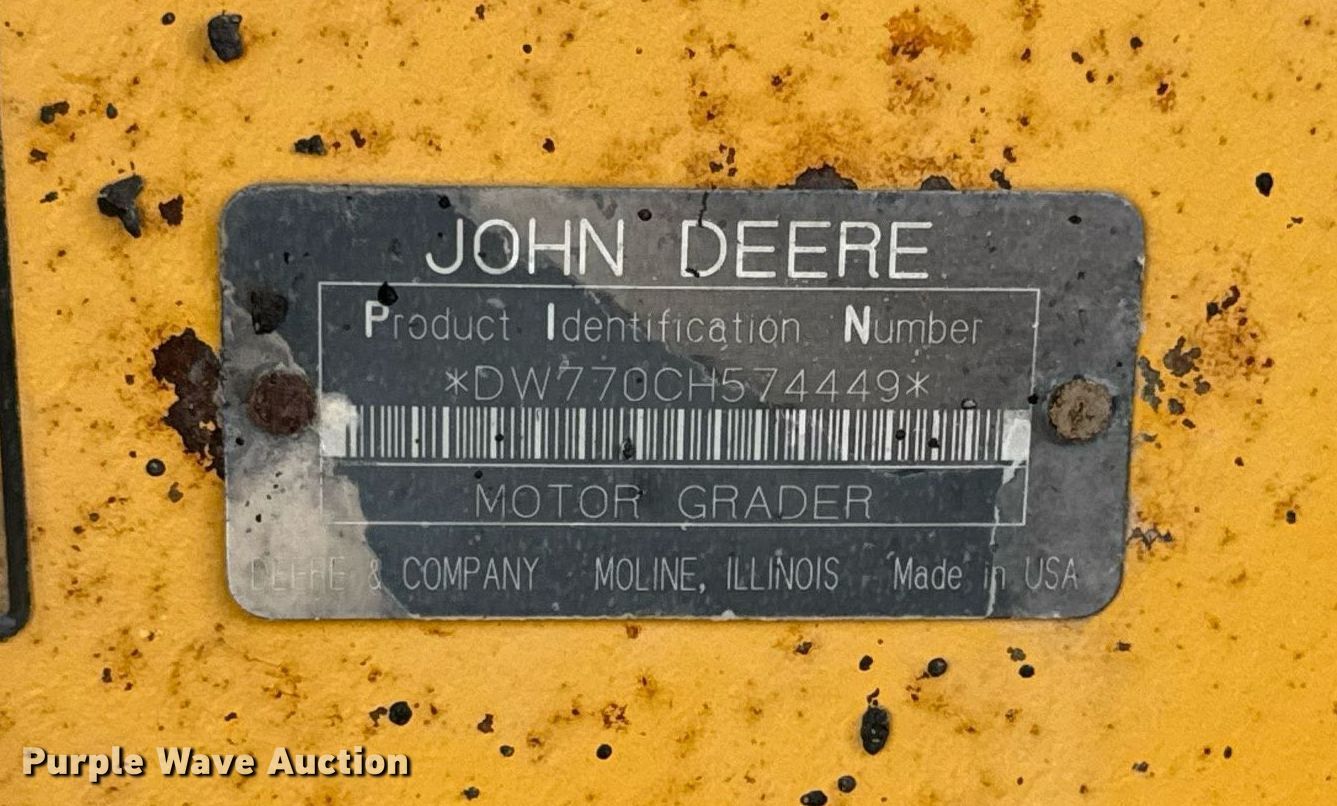 JOHN DEERE
Product Identification Number
*DW770CH574449*
MOTOR GRADER
DEERE & COMPANY MOLINE, ILLINOIS Made in USA
Purple Wave Auction